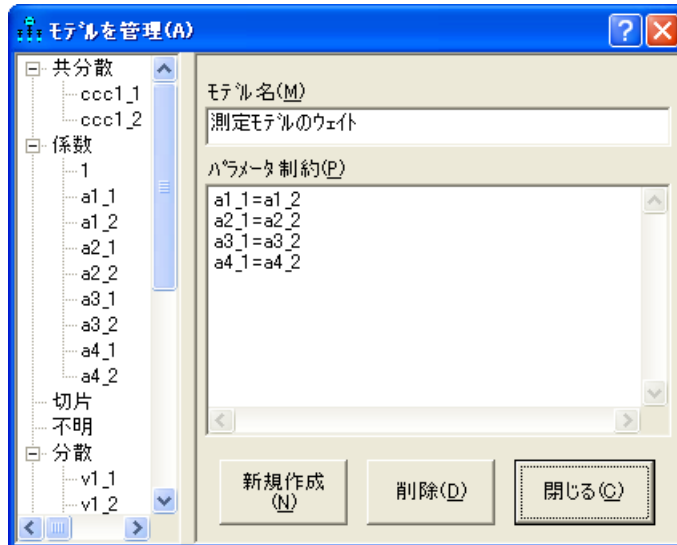 モデルを管理(A)
共分散
ccc1_1
ccc1_2
係数
1
a1_1
a1_2
a2_1
a2_2
a3_1
a3_2
a4_1
a4_2
切片
不明
分散
v1_1
v1_2
モデル名(M)
測定モデルのウェイト
パラメータ制約(P)
a1_1=a1_2
a2_1=a2_2
a3_1=a3_2
a4_1=a4_2
新規作成
(N)
削除(D)
閉じる(C)